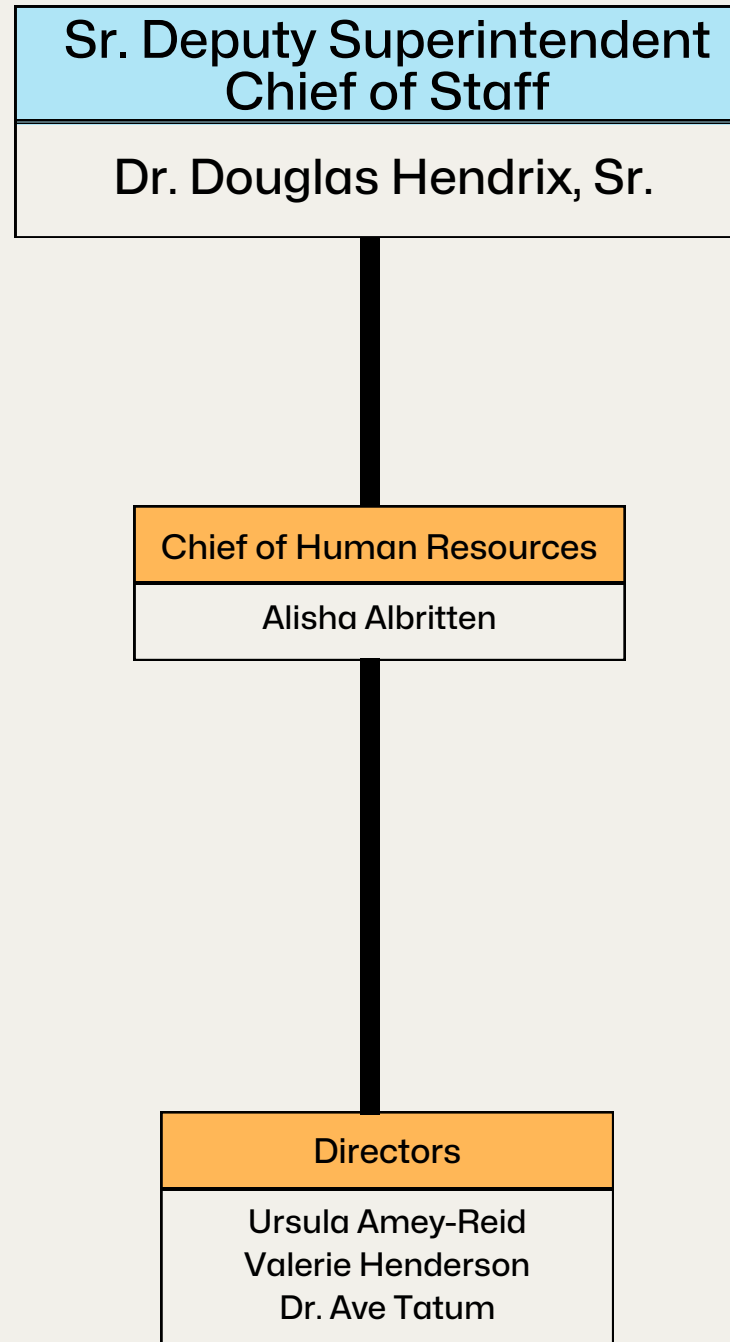 Sr. Deputy Superintendent
Chief of Staff
Dr. Douglas Hendrix, Sr.
Chief of Human Resources
Alisha Albritten
Directors
Ursula Amey-Reid
Valerie Henderson
Dr. Ave Tatum